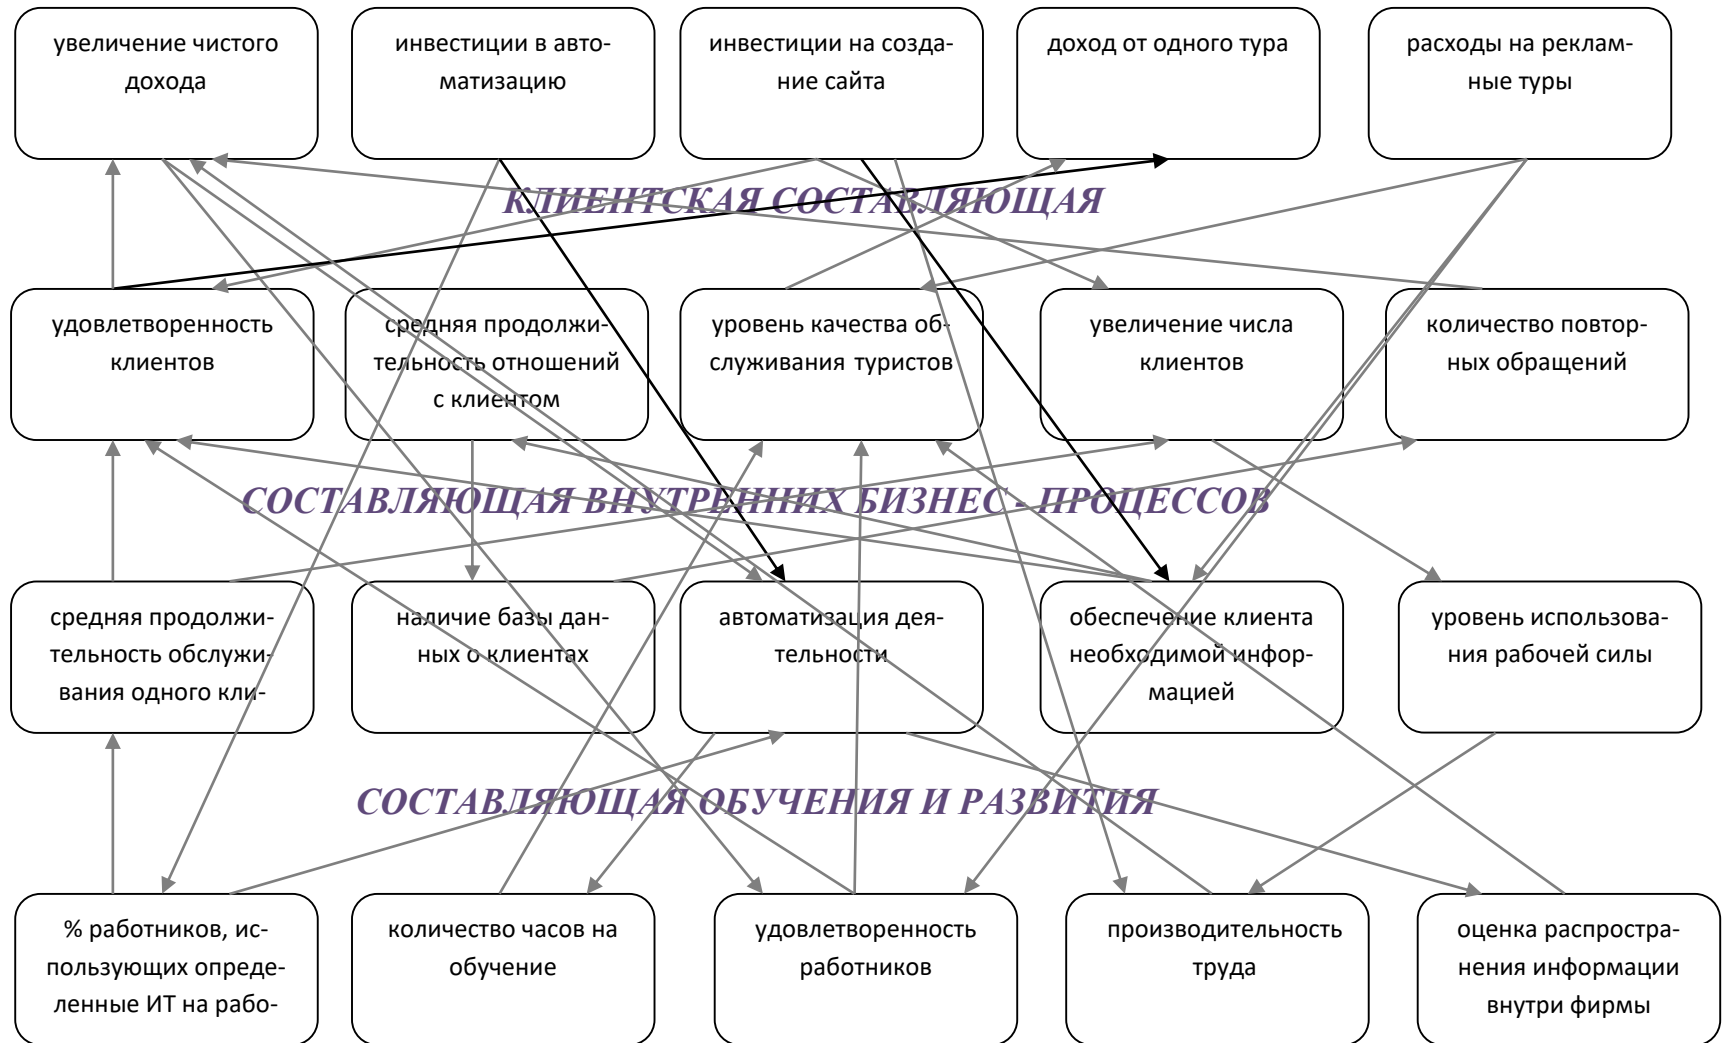 увеличение чистого
дохода
инвестиции в авто-
матизацию
инвестиции на созда-
ние сайта
доход от одного тура
расходы на реклам-
ные туры
КЛИЕНТСКАЯ СОСТАВЛЯЮЩАЯ
удовлетворенность
клиентов
средняя продолжи-
тельность отношений
с клиентом
уровень качества об-
служивания туристов
увеличение числа
клиентов
количество повтор-
ных обращений
СОСТАВЛЯЮЩАЯ ВНУТРЕННИХ БИЗНЕС - ПРОЦЕССОВ
средняя продолжи-
тельность обслужи-
вания одного кли-
наличие базы дан-
ных о клиентах
автоматизация дея-
тельности
обеспечение клиента
необходимой инфор-
мацией
уровень использова-
ния рабочей силы
СОСТАВЛЯЮЩАЯ ОБУЧЕНИЯ И РАЗВИТИЯ
% работников, ис-
пользующих опреде-
ленные ИТ на рабо-
количество часов на
обучение
удовлетворенность
работников
производительность
труда
оценка распростра-
нения информации
внутри фирмы